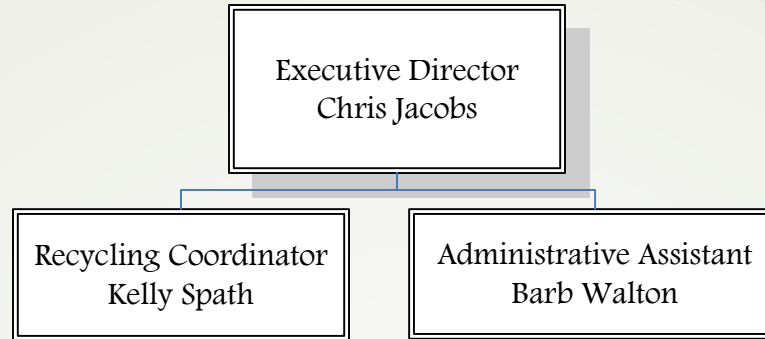 Executive Director
Chris Jacobs
Recycling Coordinator
Kelly Spath
Administrative Assistant
Barb Walton